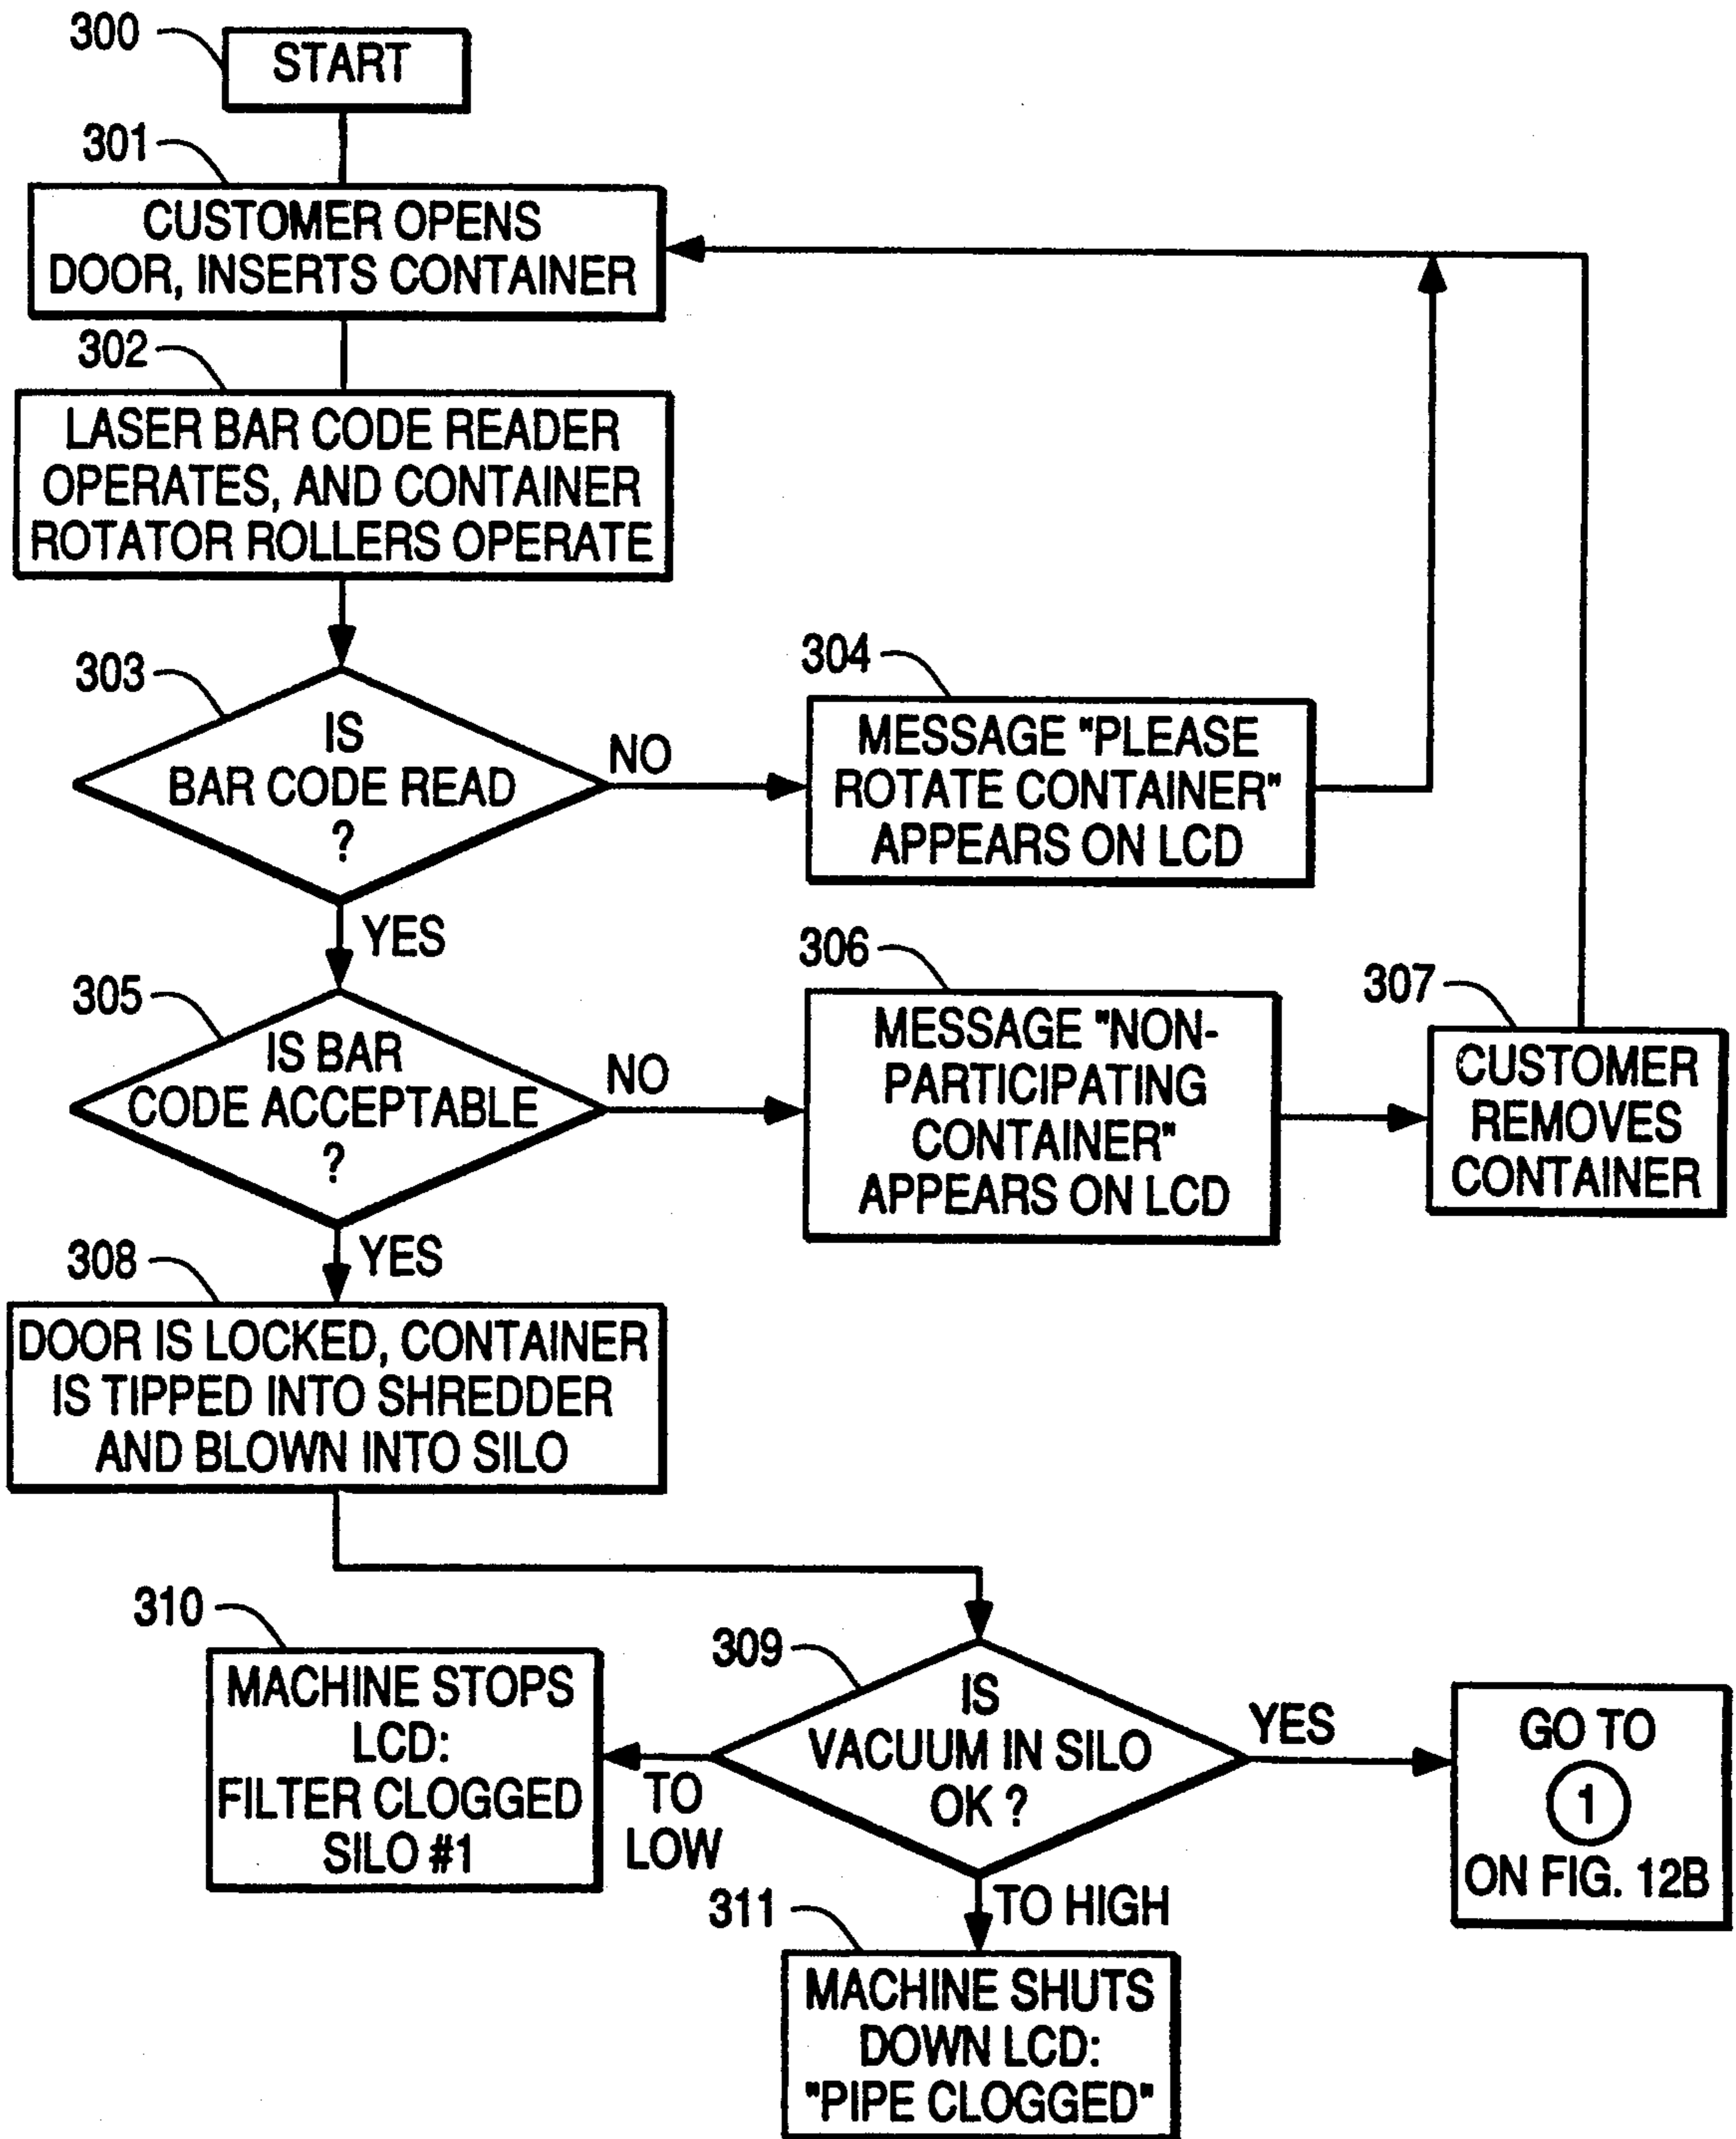 300
START
301
CUSTOMER OPENS
DOOR, INSERTS CONTAINER
302
LASER BAR CODE READER
OPERATES, AND CONTAINER
ROTATOR ROLLERS OPERATE
303
IS
BAR CODE READ
?
NO
304
MESSAGE "PLEASE
ROTATE CONTAINER"
APPEARS ON LCD
YES
305
IS BAR
CODE ACCEPTABLE
?
NO
306
MESSAGE "NON-
PARTICIPATING
CONTAINER"
APPEARS ON LCD
307
CUSTOMER
REMOVES
CONTAINER
YES
308
DOOR IS LOCKED, CONTAINER
IS TIPPED INTO SHREDDER
AND BLOWN INTO SILO
309
IS
VACUUM IN SILO
OK ?
310
MACHINE STOPS
LCD:
FILTER CLOGGED
SILO #1
TO
LOW
YES
GO TO
1
ON FIG. 12B
TO HIGH
311
MACHINE SHUTS
DOWN LCD:
"PIPE CLOGGED"